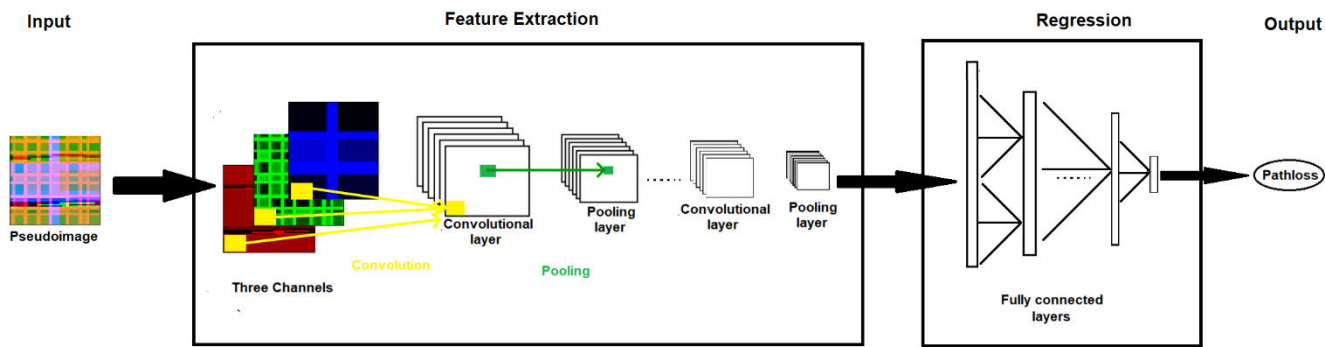 Input
Feature Extraction
Regression
Output
Pseudoimage
Three Channels
Convolution
Convolutional
layer
Pooling
Pooling
layer
......
Convolutional
layer
Pooling
layer
......
Fully connected
layers
Pathloss